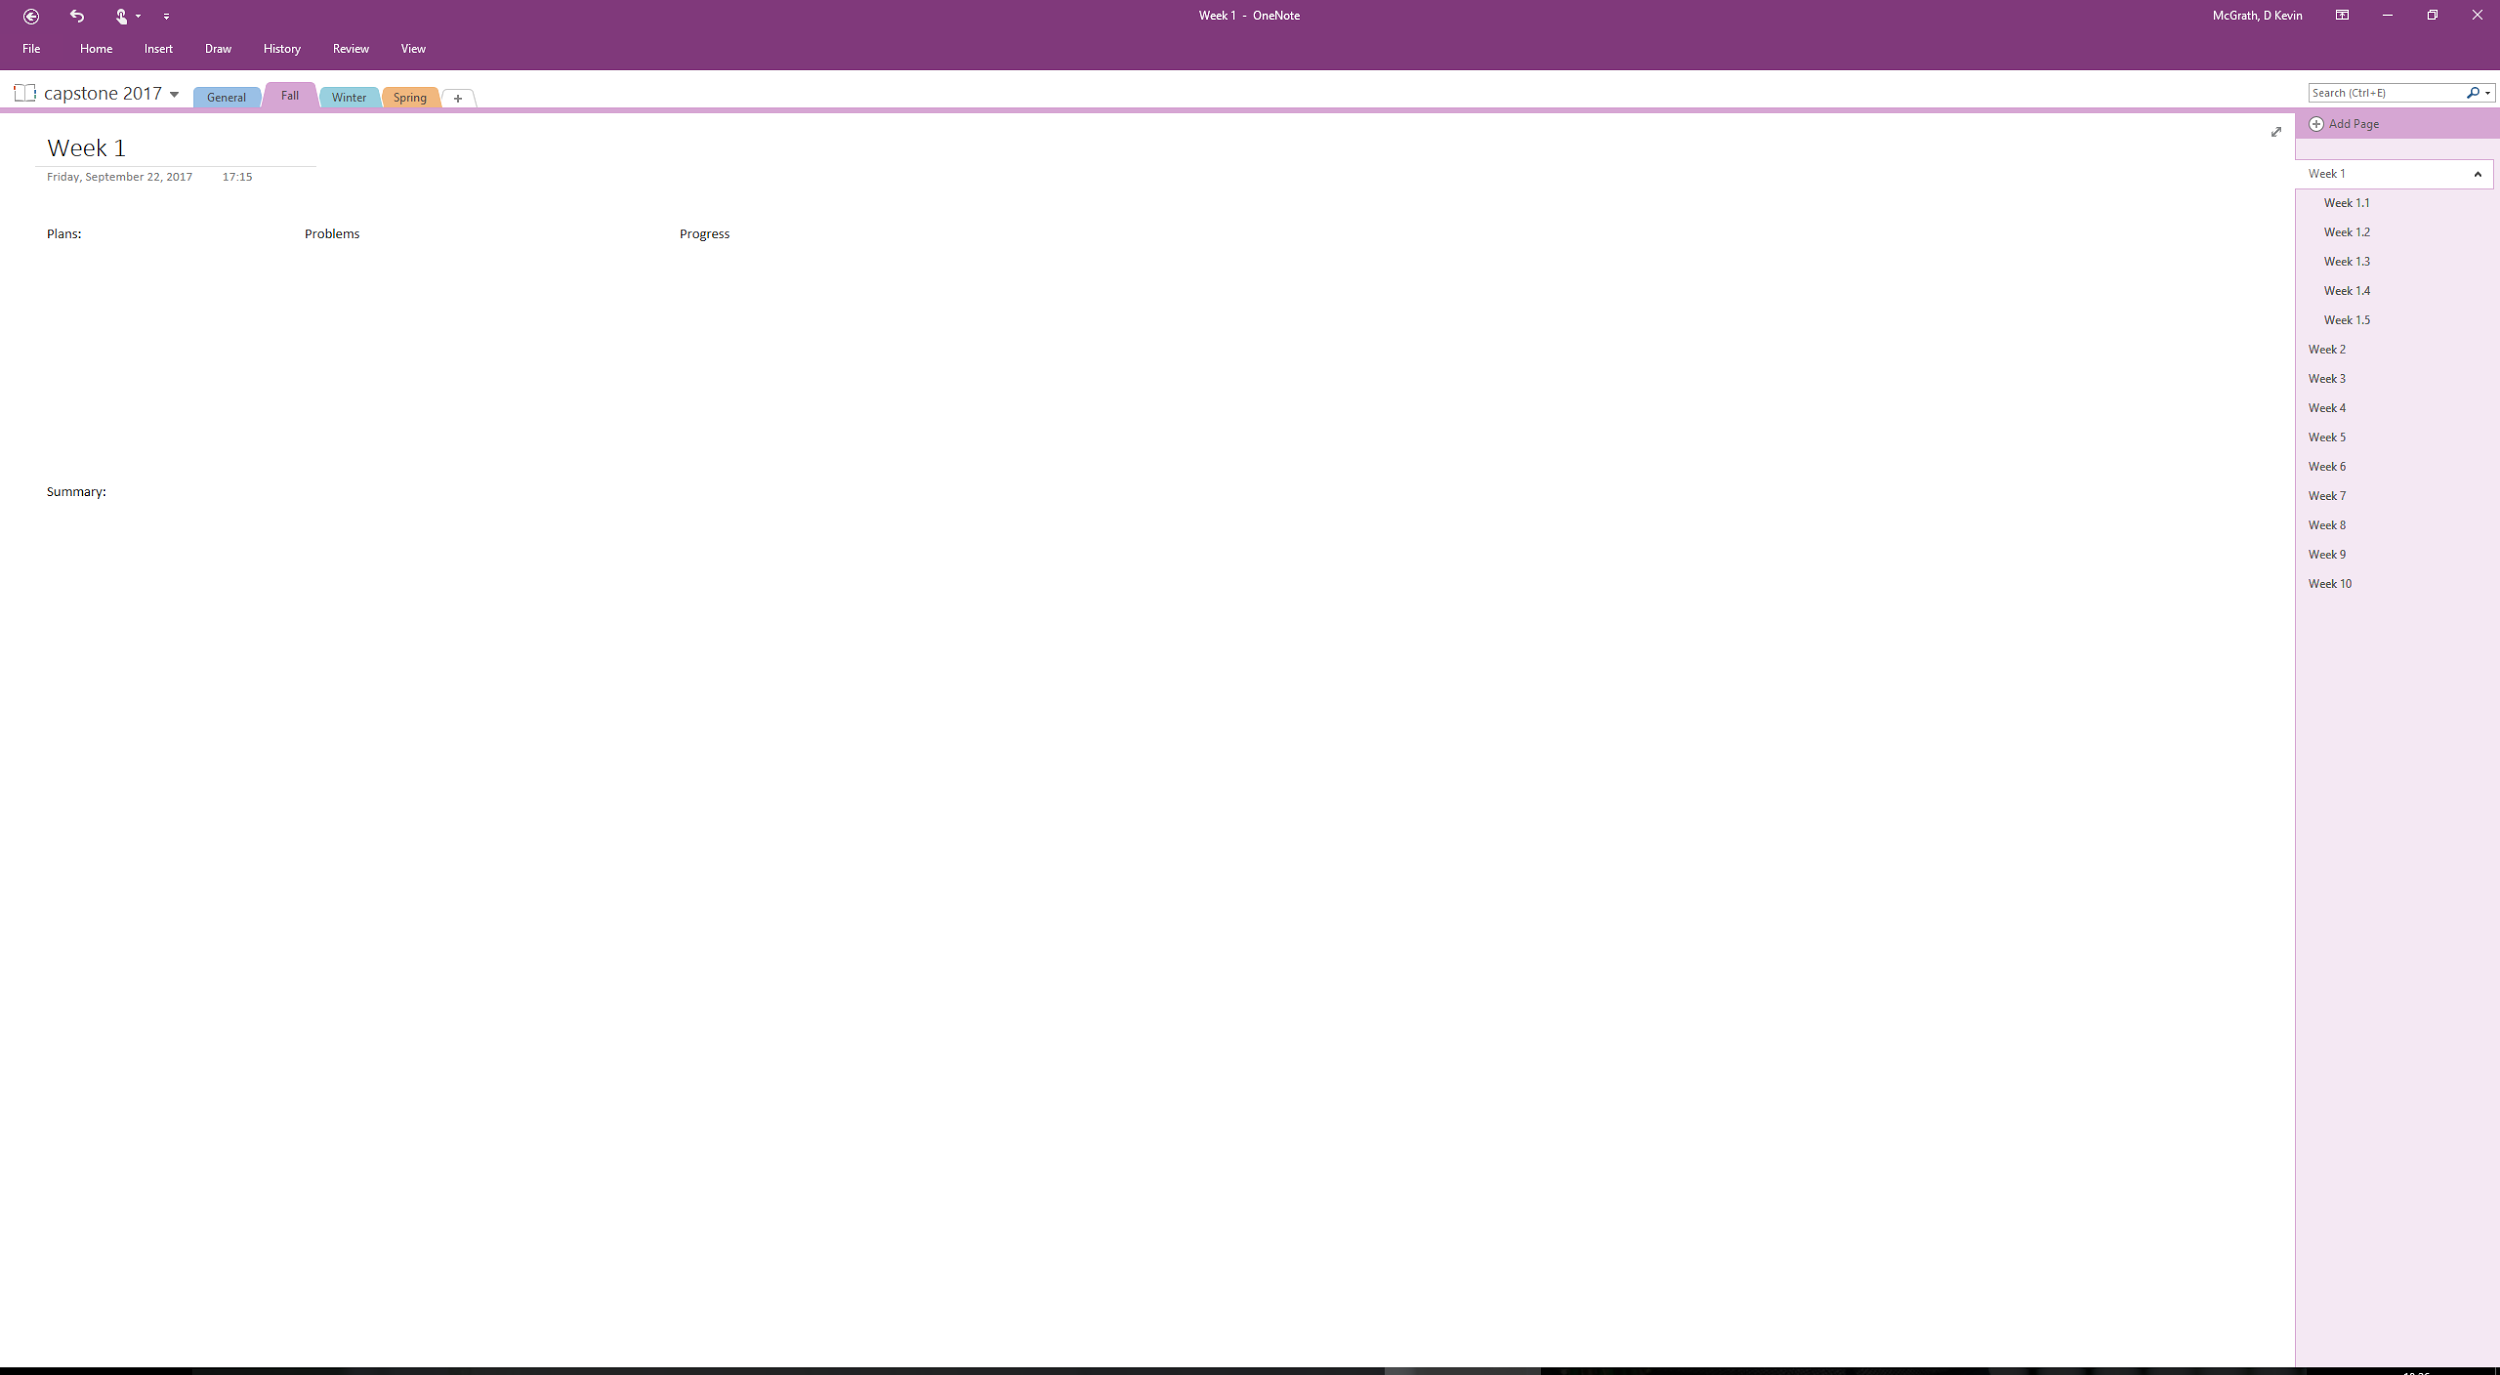 Week 1 - OneNote
McGrath, D Kevin
File Home Insert Draw History Review View
capstone 2017 General Fall Winter Spring
Search (Ctrl+E)
Add Page
Week 1
Friday, September 22, 2017 17:15
Plans: Problems Progress
Summary:
Week 1
Week 1.1
Week 1.2
Week 1.3
Week 1.4
Week 1.5
Week 2
Week 3
Week 4
Week 5
Week 6
Week 7
Week 8
Week 9
Week 10